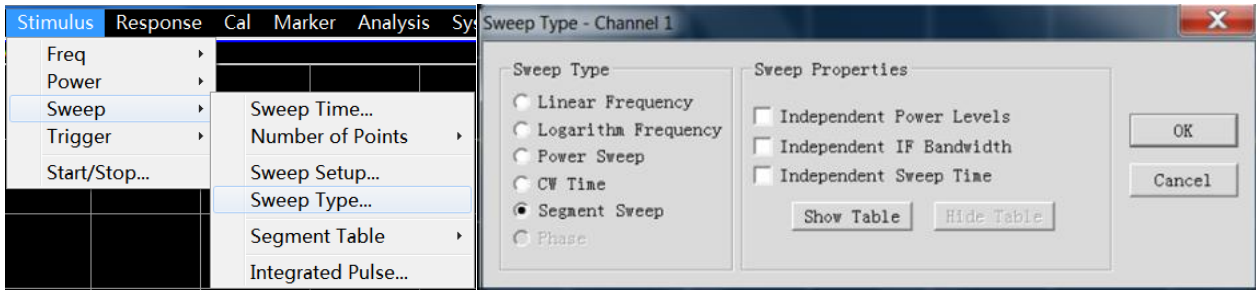 Stimulus Response Cal Marker Analysis Sy
Freq
Power
Sweep
Trigger
Start/Stop...
Sweep Time...
Number of Points
Sweep Setup...
Sweep Type...
Segment Table
Integrated Pulse...
Sweep Type - Channel 1
Sweep Type
Linear Frequency
Logarithm Frequency
Power Sweep
CW Time
Segment Sweep
Phase
Sweep Properties
Independent Power Levels
Independent IF Bandwidth
Independent Sweep Time
Show Table Hide Table
OK
Cancel